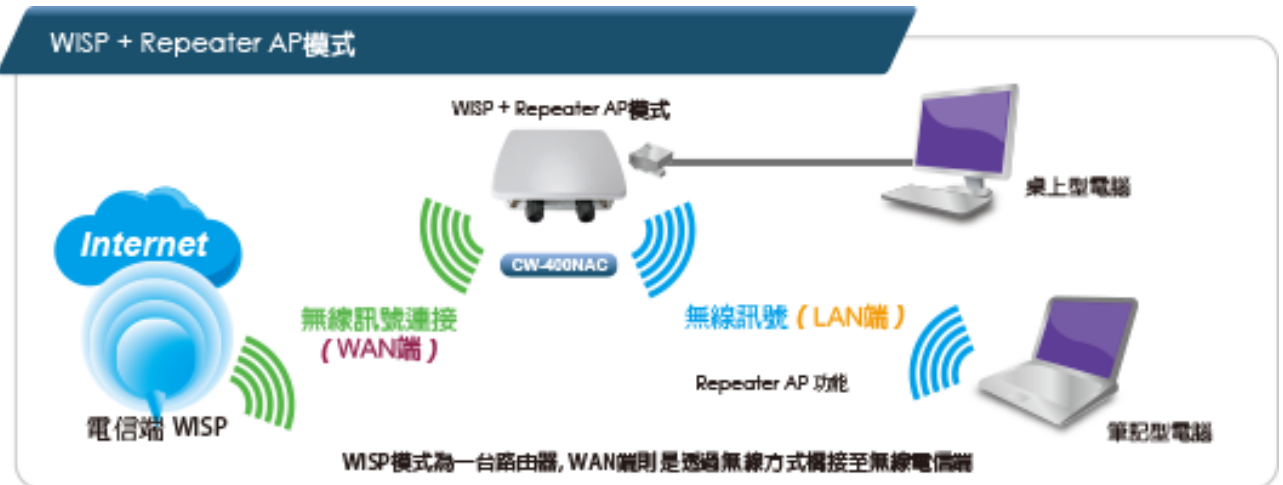 WISP + Repeater AP模式
WISP + Repeater AP模式
桌上型電腦
Internet
CW-400NAC
無線訊號連接
(WAN端)
無線訊號(LAN端)
Repeater AP 功能
電信端 WISP
筆記型電腦
WISP模式為一台路由器, WAN端則是透過無線方式橋接至無線電信端